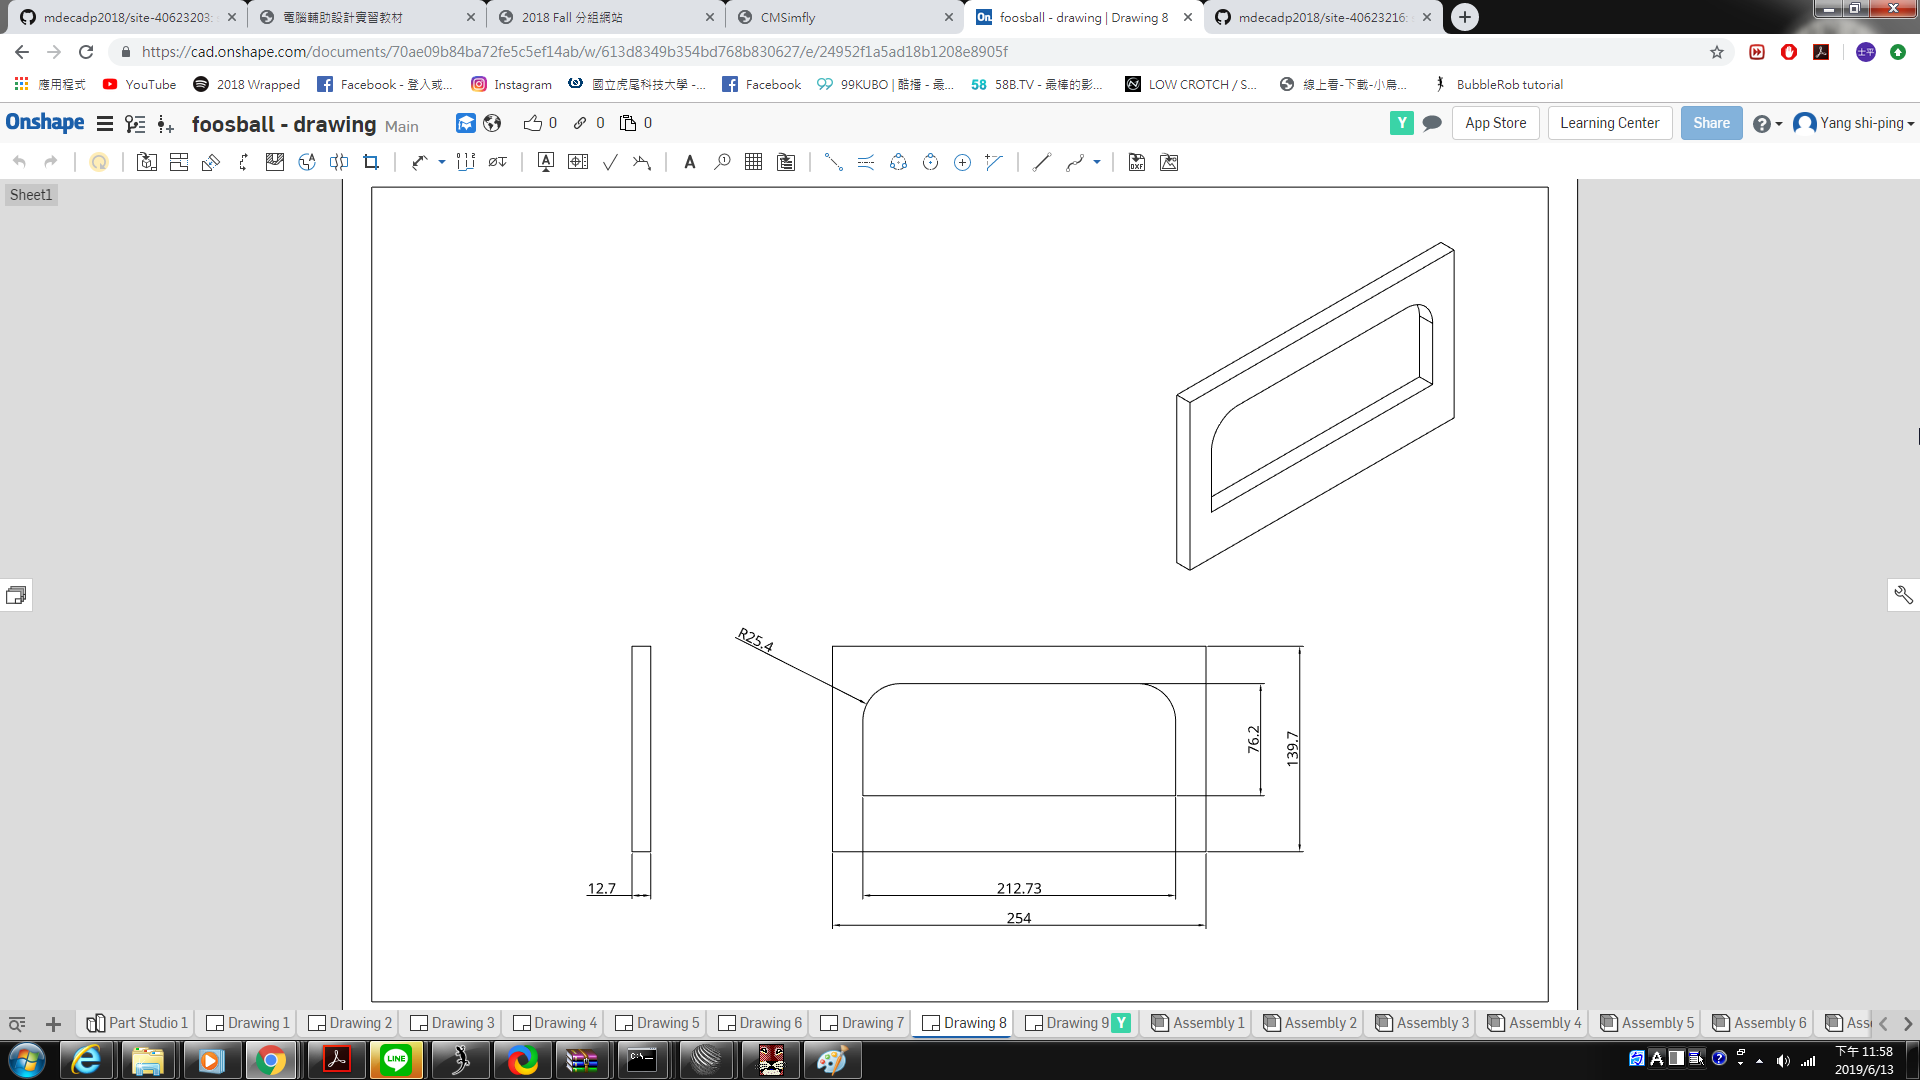 mdecadp2018/site-40623203:
電腦輔助設計實習教材
2018 Fall 分組網站
CMSimfly
foosball - drawing | Drawing 8
mdecadp2018/site-40623216:
https://cad.onshape.com/documents/70ae09b84ba72fe5c5ef14ab/w/613d8349b354bd768b830627/e/24952f1a5ad18b1208e8905f
應用程式
YouTube
2018 Wrapped
Facebook - 登入或...
Instagram
國立虎尾科技大學 -...
Facebook
99KUBO | 酷播 - 最...
58B.TV - 最棒的影...
LOW CROTCH / S...
線上看-下載-小鳥...
BubbleRob tutorial
Onshape
foosball - drawing Main
0
0
0
Y
App Store
Learning Center
Share
Yang shi-ping
Sheet1
R25.4
76.2
139.7
12.7
212.73
254
Part Studio 1
Drawing 1
Drawing 2
Drawing 3
Drawing 4
Drawing 5
Drawing 6
Drawing 7
Drawing 8
Drawing 9 Y
Assembly 1
Assembly 2
Assembly 3
Assembly 4
Assembly 5
Assembly 6
Ass
LINE
下午 11:58
2019/6/13